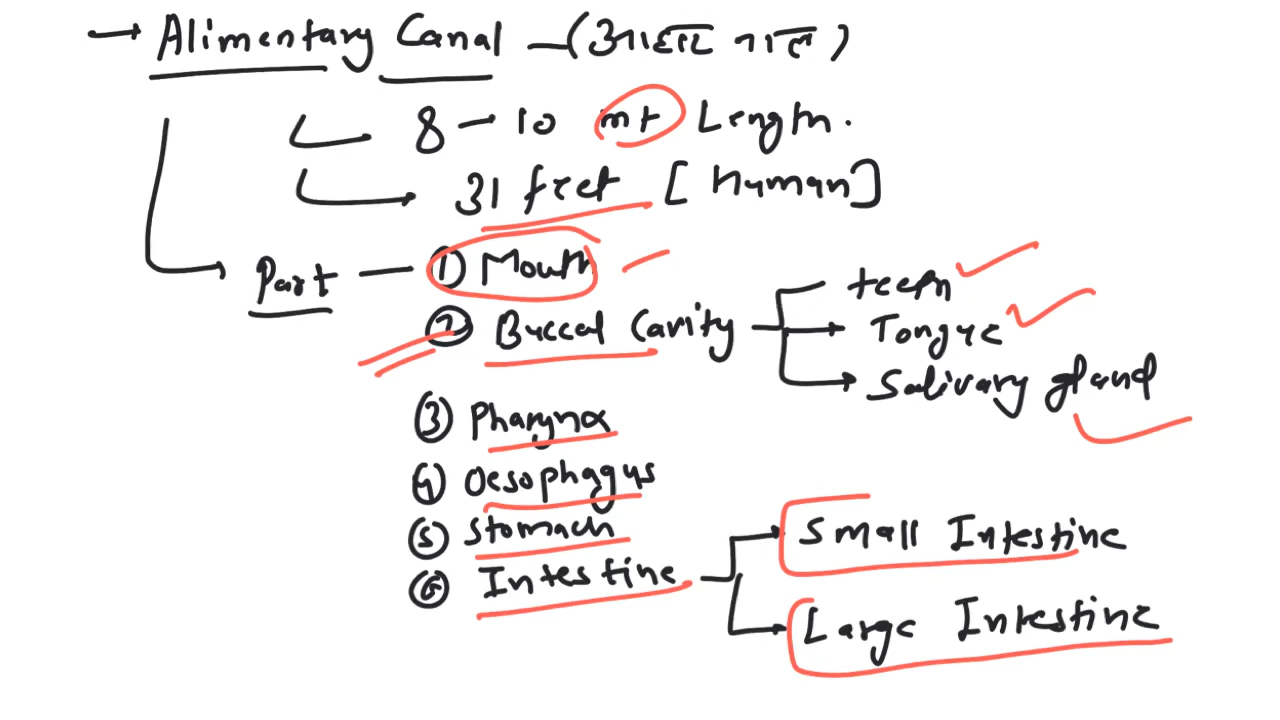 → Alimentary Canal – (आहार नाल)
8 – 10 mt Length.
31 feet [Human]
Part – ① Mouth
② Buccal Cavity
teeth
Tongue
Salivary gland
③ Pharynx
④ Oesophagus
⑤ Stomach
⑥ Intestine
Small Intestine
Large Intestine